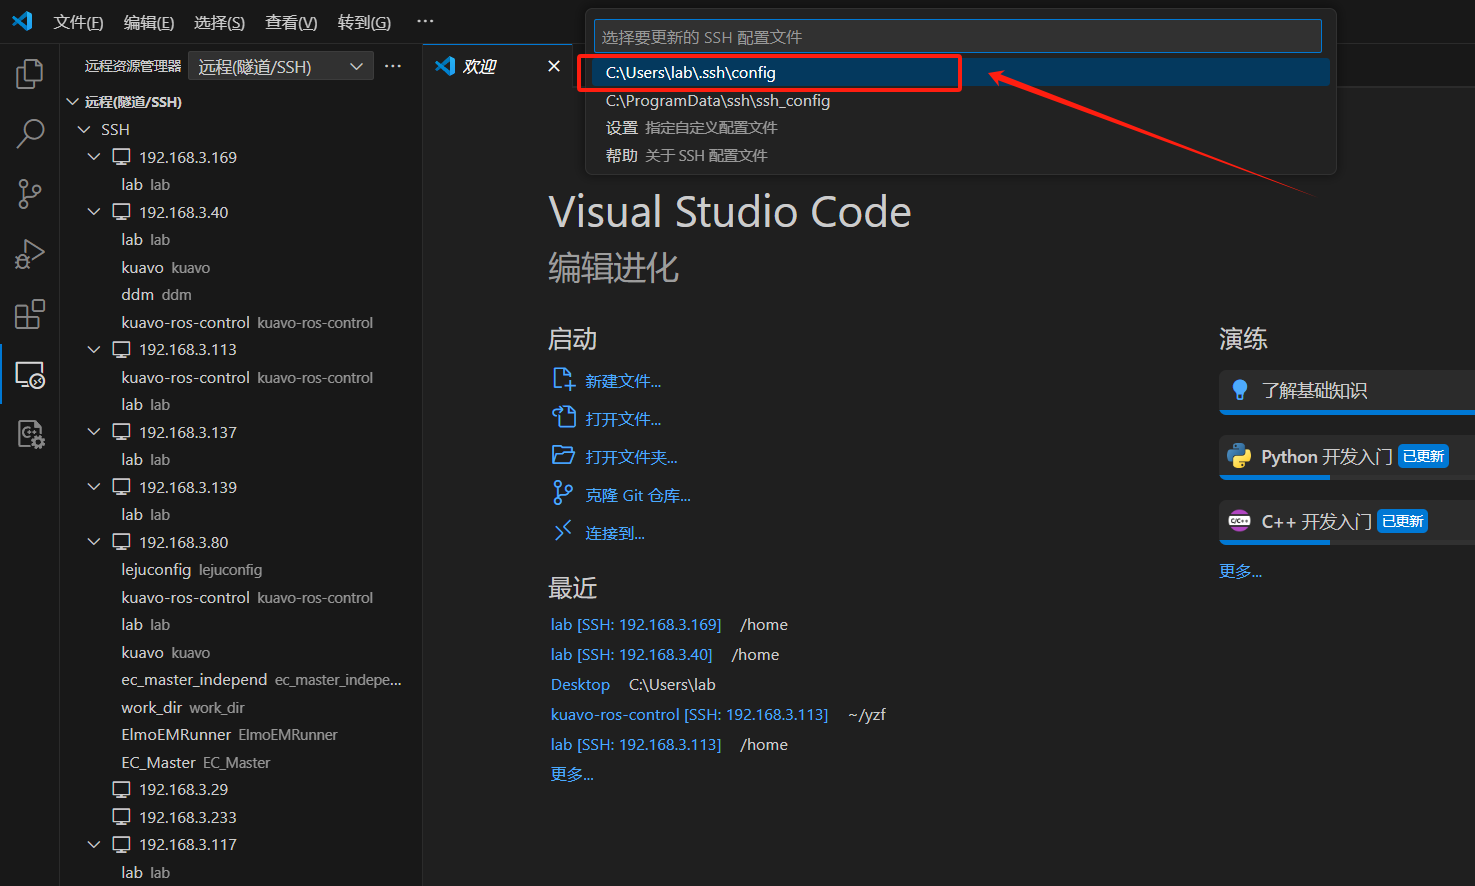 文件(F) 编辑(E) 选择(S) 查看(V) 转到(G) ···
选择要更新的 SSH 配置文件
C:\Users\lab\.ssh\config
C:\ProgramData\ssh\ssh_config
设置 指定自定义配置文件
帮助 关于 SSH 配置文件
远程资源管理器 远程(隧道/SSH) ···
欢迎
远程(隧道/SSH)
SSH
192.168.3.169
lab lab
192.168.3.40
lab lab
kuavo kuavo
ddm ddm
kuavo-ros-control kuavo-ros-control
192.168.3.113
kuavo-ros-control kuavo-ros-control
lab lab
192.168.3.137
lab lab
192.168.3.139
lab lab
192.168.3.80
lejuconfig lejuconfig
kuavo-ros-control kuavo-ros-control
lab lab
kuavo kuavo
ec_master_independ ec_master_indepe...
work_dir work_dir
ElmoEMRunner ElmoEMRunner
EC_Master EC_Master
192.168.3.29
192.168.3.233
192.168.3.117
lab lab
Visual Studio Code
编辑进化
启动
新建文件...
打开文件...
打开文件夹...
克隆 Git 仓库...
连接到...
最近
lab [SSH: 192.168.3.169] /home
lab [SSH: 192.168.3.40] /home
Desktop C:\Users\lab
kuavo-ros-control [SSH: 192.168.3.113] ~/yzf
lab [SSH: 192.168.3.113] /home
更多...
演练
了解基础知识
Python 开发入门 已更新
C/C++ C++ 开发入门 已更新
更多...